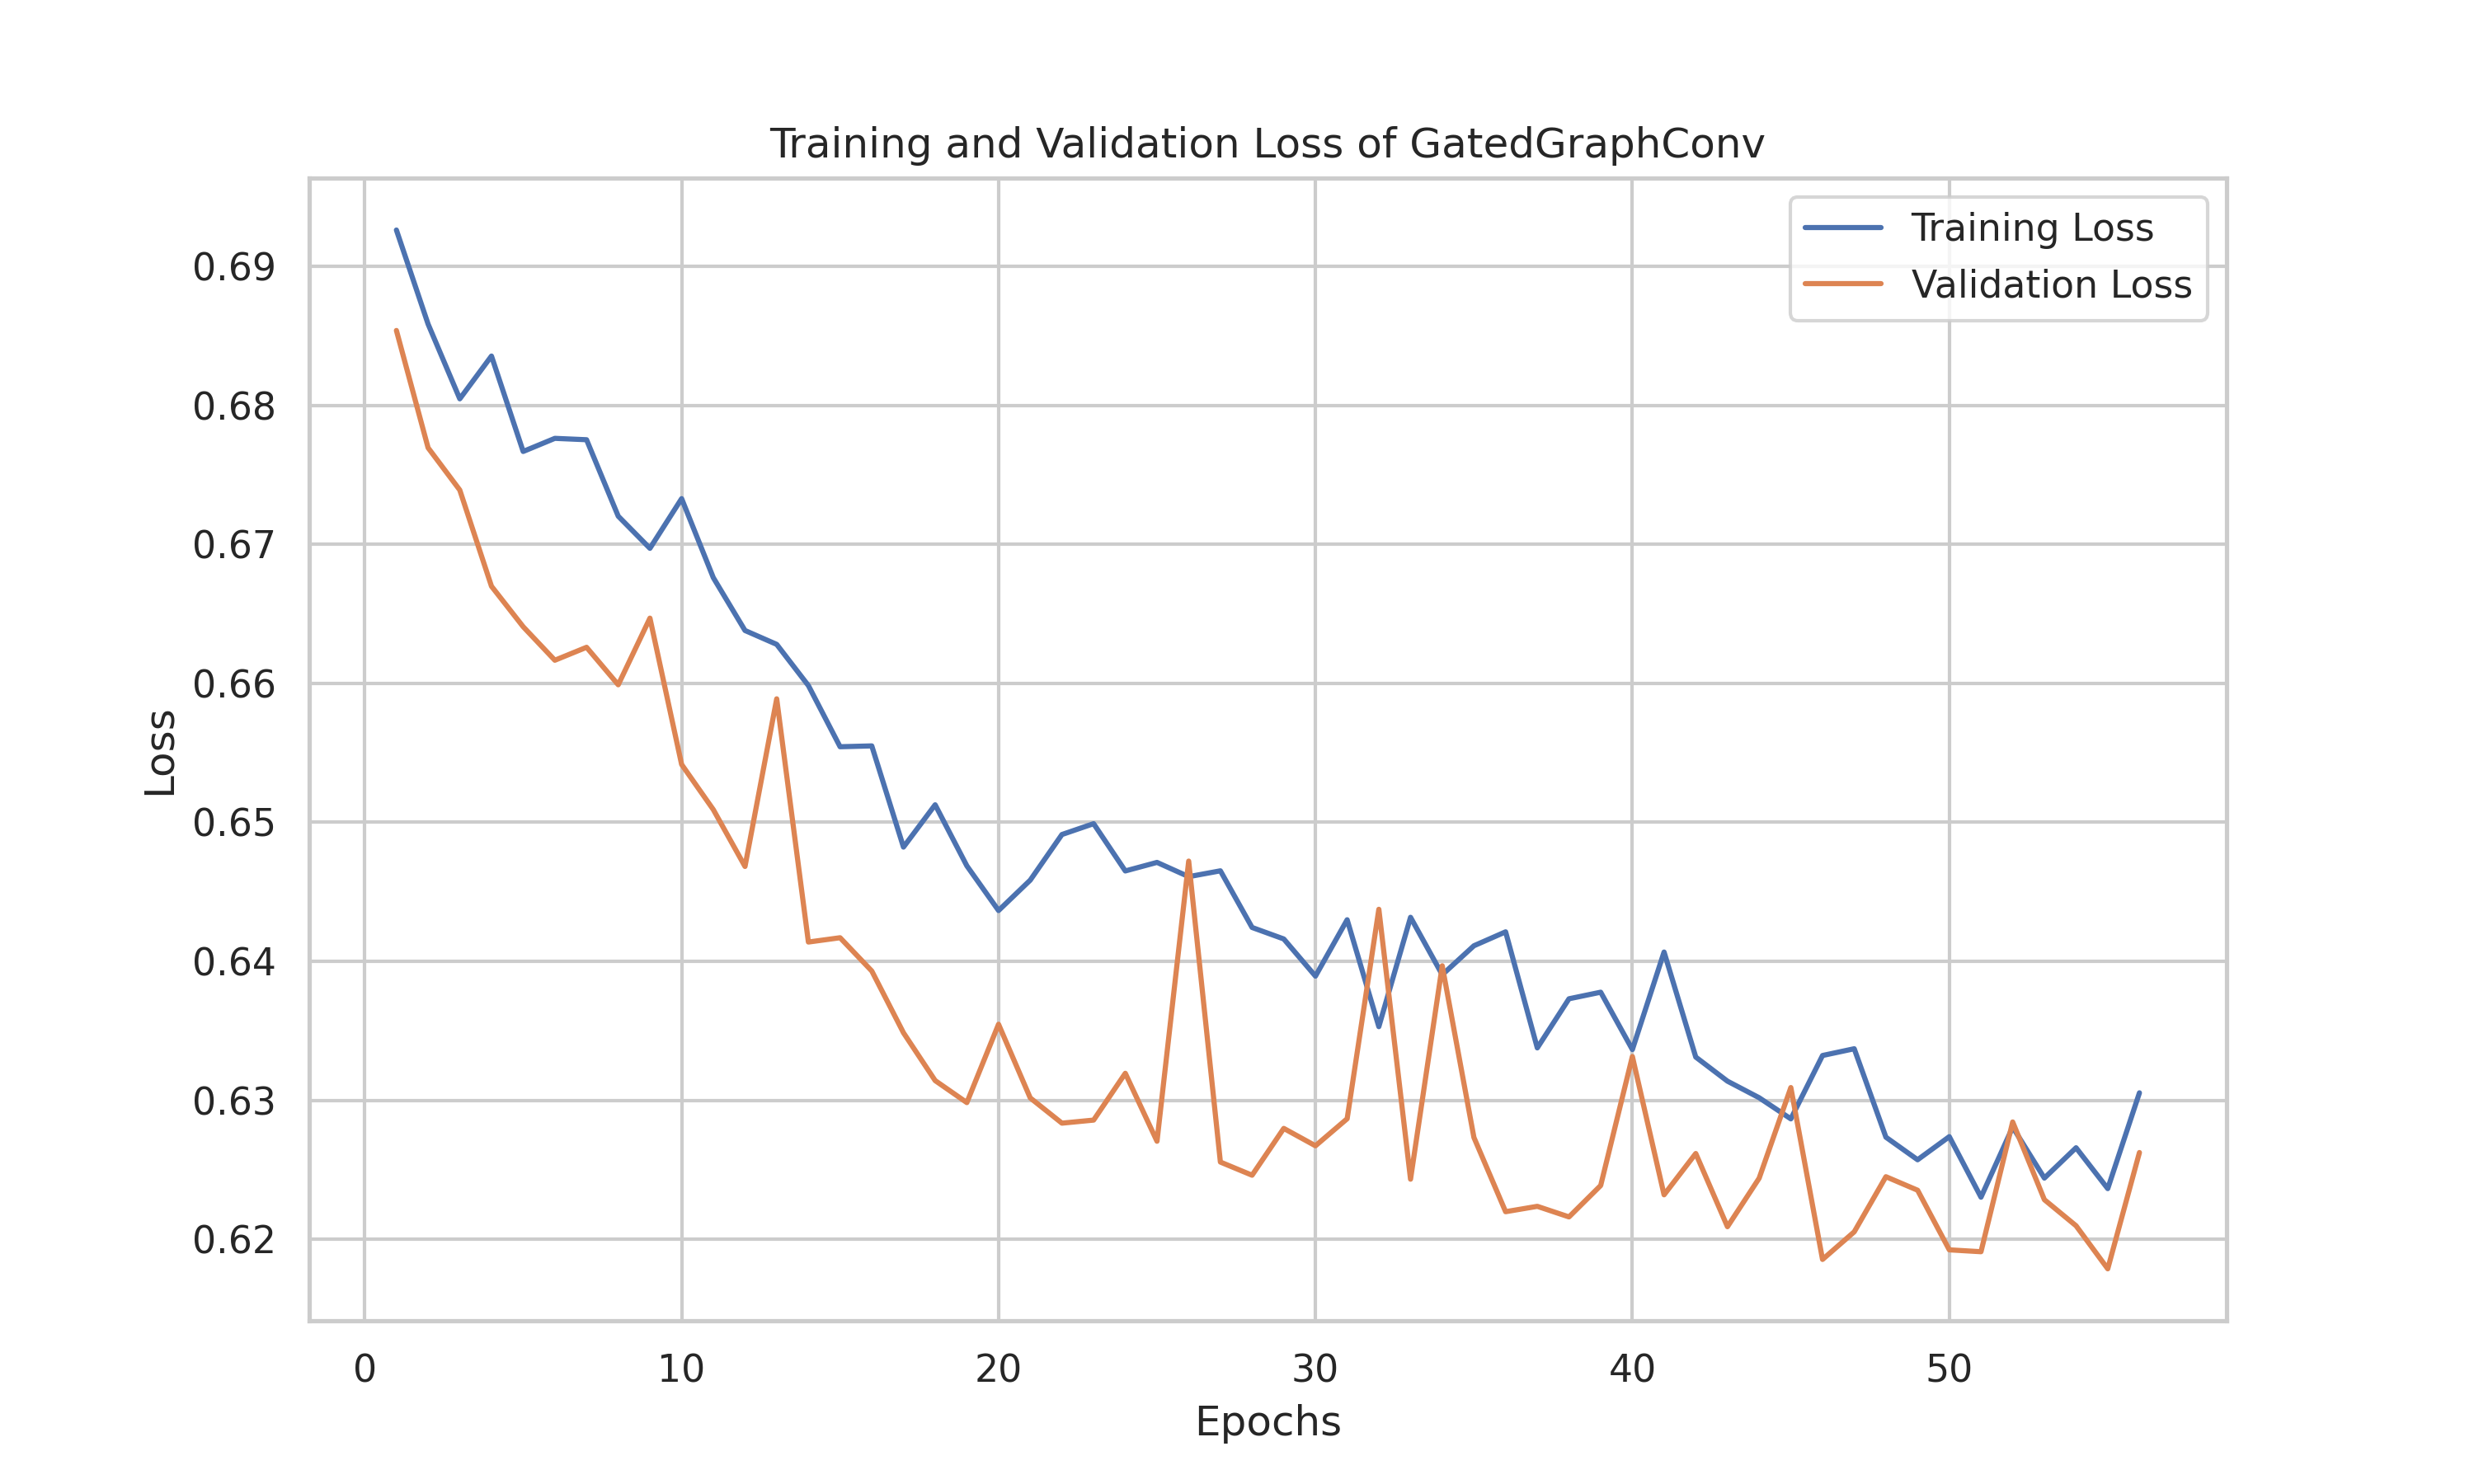 Training and Validation Loss of GatedGraphConv
Training Loss
Validation Loss
0.69
0.68
0.67
0.66
0.65
0.64
0.63
0.62
Loss
0 10 20 30 40 50
Epochs